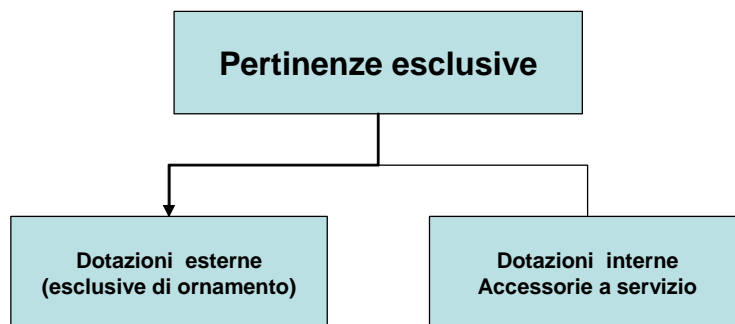 Pertinenze esclusive
Dotazioni esterne
(esclusive di ornamento)
Dotazioni interne
Accessorie a servizio